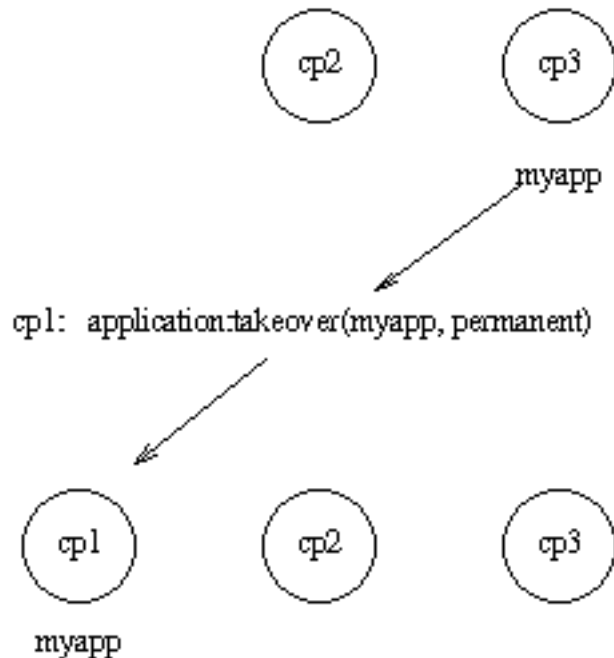 cp2 cp3
myapp
cp1: application:takeover(myapp, permanent)
cp1 cp2 cp3
myapp